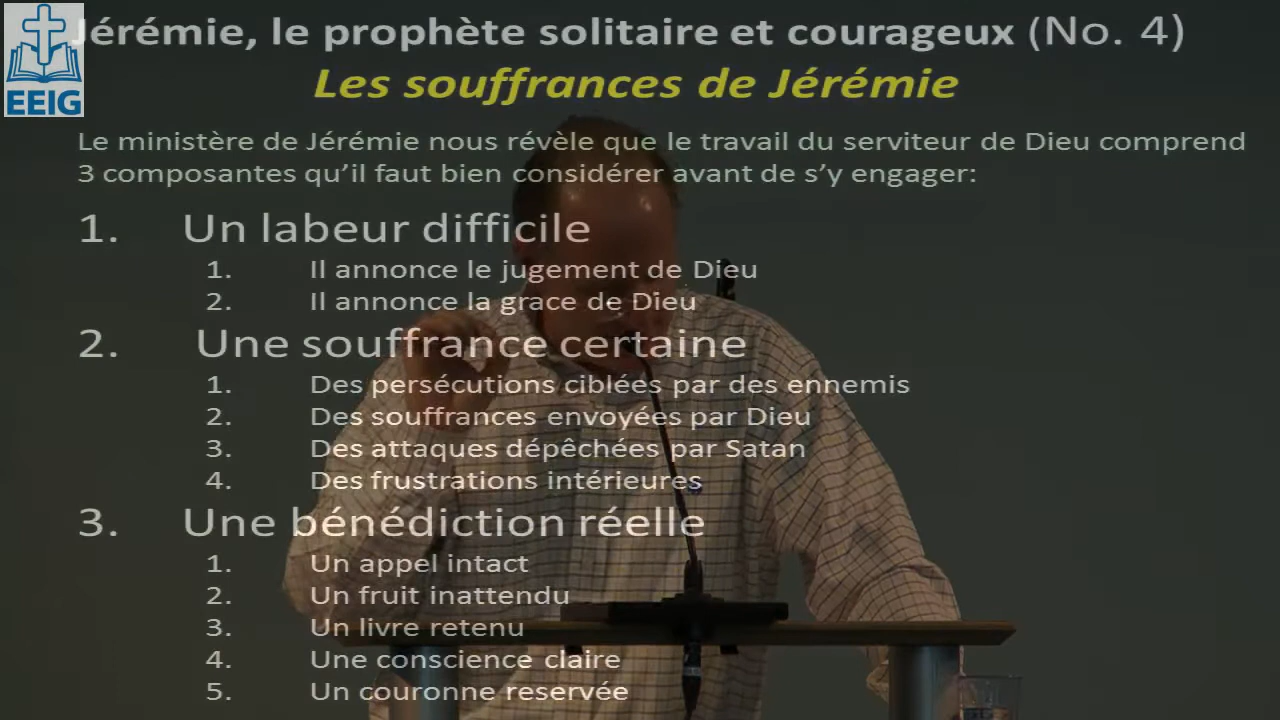 EEIG
Jérémie, le prophète solitaire et courageux (No. 4)
Les souffrances de Jérémie
Le ministère de Jérémie nous révèle que le travail du serviteur de Dieu comprend
3 composantes qu’il faut bien considérer avant de s’y engager:
1. Un labeur difficile
1. Il annonce le jugement de Dieu
2. Il annonce la grace de Dieu
2. Une souffrance certaine
1. Des persécutions ciblées par des ennemis
2. Des souffrances envoyées par Dieu
3. Des attaques dépêchées par Satan
4. Des frustrations intérieures
3. Une bénédiction réelle
1. Un appel intact
2. Un fruit inattendu
3. Un livre retenu
4. Une conscience claire
5. Un couronne reservée